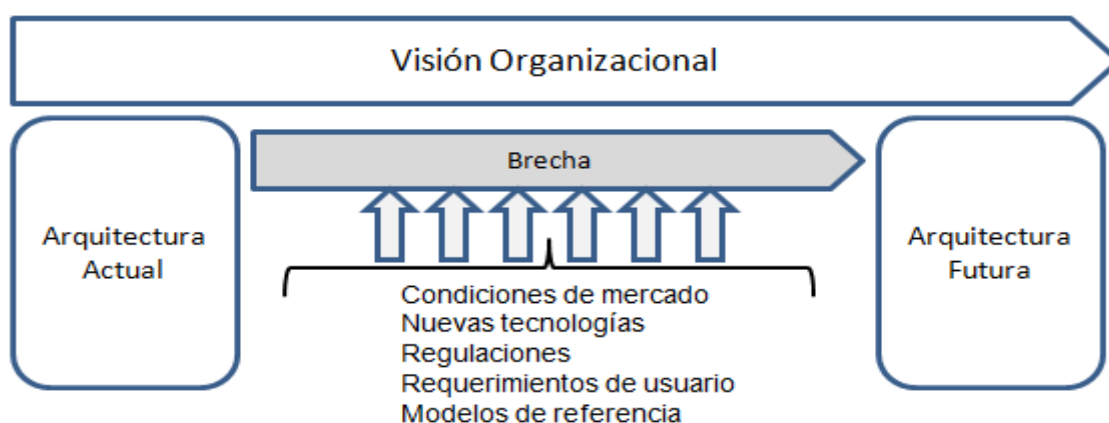 Visión Organizacional
Brecha
Arquitectura
Actual
Arquitectura
Futura
Condiciones de mercado
Nuevas tecnologías
Regulaciones
Requerimientos de usuario
Modelos de referencia